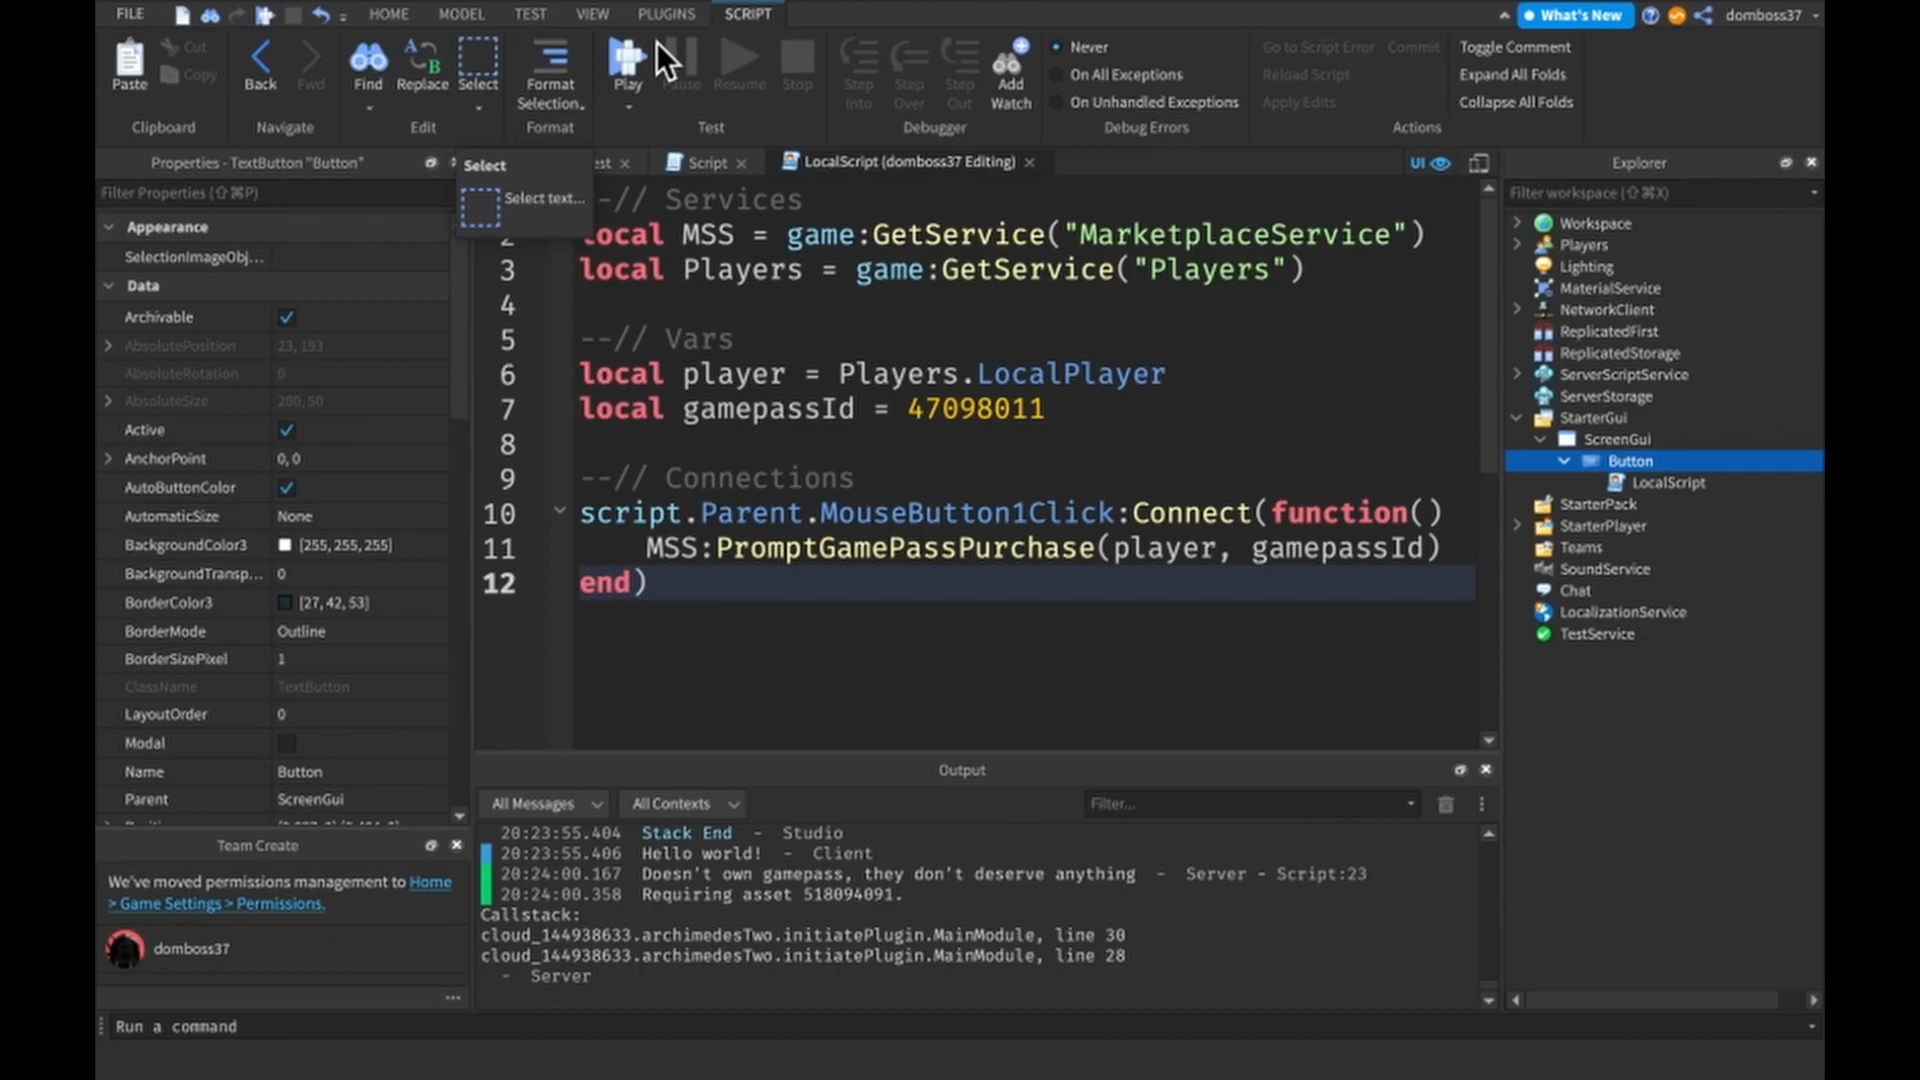 FILE HOME MODEL TEST VIEW PLUGINS SCRIPT What's New domboss37
Paste Cut Copy Back Fwd Find Replace Select Format Selection Play Pause Resume Stop Step Into Step Over Step Out Add Watch
Never
On All Exceptions
On Unhandled Exceptions
Go to Script Error Commit
Reload Script
Apply Edits
Toggle Comment
Expand All Folds
Collapse All Folds
Clipboard Navigate Edit Format Test Debugger Debug Errors Actions
Properties - TextButton "Button"
Filter Properties (⇧⌘P)
Appearance
SelectionImageObj...
Data
Archivable
AbsolutePosition 23, 193
AbsoluteRotation 0
AbsoluteSize 200, 50
Active
AnchorPoint 0, 0
AutoButtonColor
AutomaticSize None
BackgroundColor3 [255, 255, 255]
BackgroundTransp... 0
BorderColor3 [27, 42, 53]
BorderMode Outline
BorderSizePixel 1
ClassName TextButton
LayoutOrder 0
Modal
Name Button
Parent ScreenGui
Team Create
We've moved permissions management to Home
> Game Settings > Permissions.
domboss37
Select
Select text...
est Script LocalScript (domboss37 Editing) UI
-// Services
2 local MSS = game:GetService("MarketplaceService")
3 local Players = game:GetService("Players")
4
5 --// Vars
6 local player = Players.LocalPlayer
7 local gamepassId = 47098011
8
9 --// Connections
10 script.Parent.MouseButton1Click:Connect(function()
11 MSS:PromptGamePassPurchase(player, gamepassId)
12 end)
Output
All Messages All Contexts Filter...
20:23:55.404 Stack End - Studio
20:23:55.406 Hello world! - Client
20:24:00.167 Doesn't own gamepass, they don't deserve anything - Server - Script:23
20:24:00.358 Requiring asset 518094091.
Callstack:
cloud_144938633.archimedesTwo.initiatePlugin.MainModule, line 30
cloud_144938633.archimedesTwo.initiatePlugin.MainModule, line 28
- Server
Explorer
Filter workspace (⇧⌘X)
Workspace
Players
Lighting
MaterialService
NetworkClient
ReplicatedFirst
ReplicatedStorage
ServerScriptService
ServerStorage
StarterGui
ScreenGui
Button
LocalScript
StarterPack
StarterPlayer
Teams
SoundService
Chat
LocalizationService
TestService
Run a command